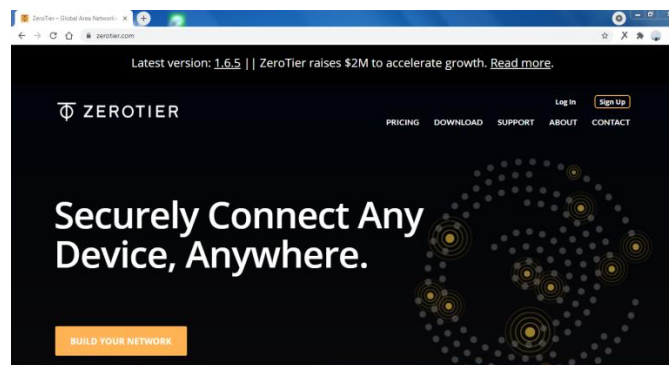 ZeroTier – Global Area Network
zerotier.com
Latest version: 1.6.5 || ZeroTier raises $2M to accelerate growth. Read more.
Log In Sign Up
ZEROTIER
PRICING DOWNLOAD SUPPORT ABOUT CONTACT
Securely Connect Any
Device, Anywhere.
BUILD YOUR NETWORK